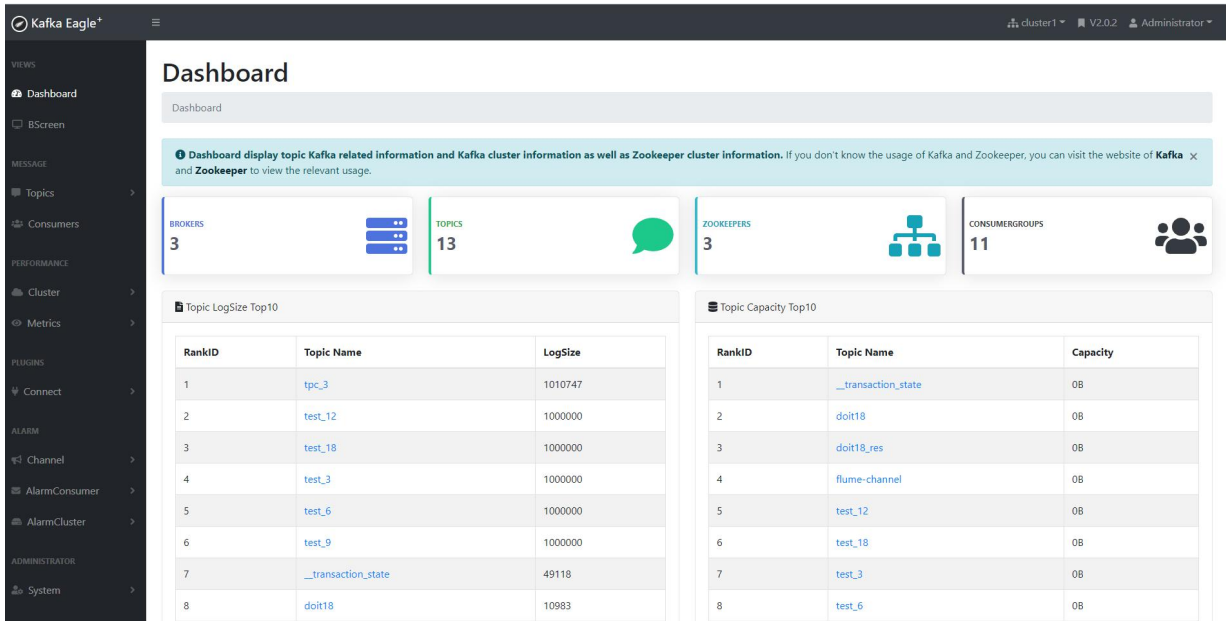 Kafka Eagle+
cluster1
V2.0.2
Administrator
VIEWS
Dashboard
BScreen
MESSAGE
Topics
Consumers
PERFORMANCE
Cluster
Metrics
PLUGINS
Connect
ALARM
Channel
AlarmConsumer
AlarmCluster
ADMINISTRATOR
System
Dashboard
Dashboard
Dashboard display topic Kafka related information and Kafka cluster information as well as Zookeeper cluster information. If you don't know the usage of Kafka and Zookeeper, you can visit the website of Kafka
and Zookeeper to view the relevant usage.
BROKERS
3
TOPICS
13
ZOOKEEPERS
3
CONSUMERGROUPS
11
Topic LogSize Top10
RankID Topic Name LogSize
1 tpc_3 1010747
2 test_12 1000000
3 test_18 1000000
4 test_3 1000000
5 test_6 1000000
6 test_9 1000000
7 __transaction_state 49118
8 doit18 10983
Topic Capacity Top10
RankID Topic Name Capacity
1 __transaction_state 0B
2 doit18 0B
3 doit18_res 0B
4 flume-channel 0B
5 test_12 0B
6 test_18 0B
7 test_3 0B
8 test_6 0B